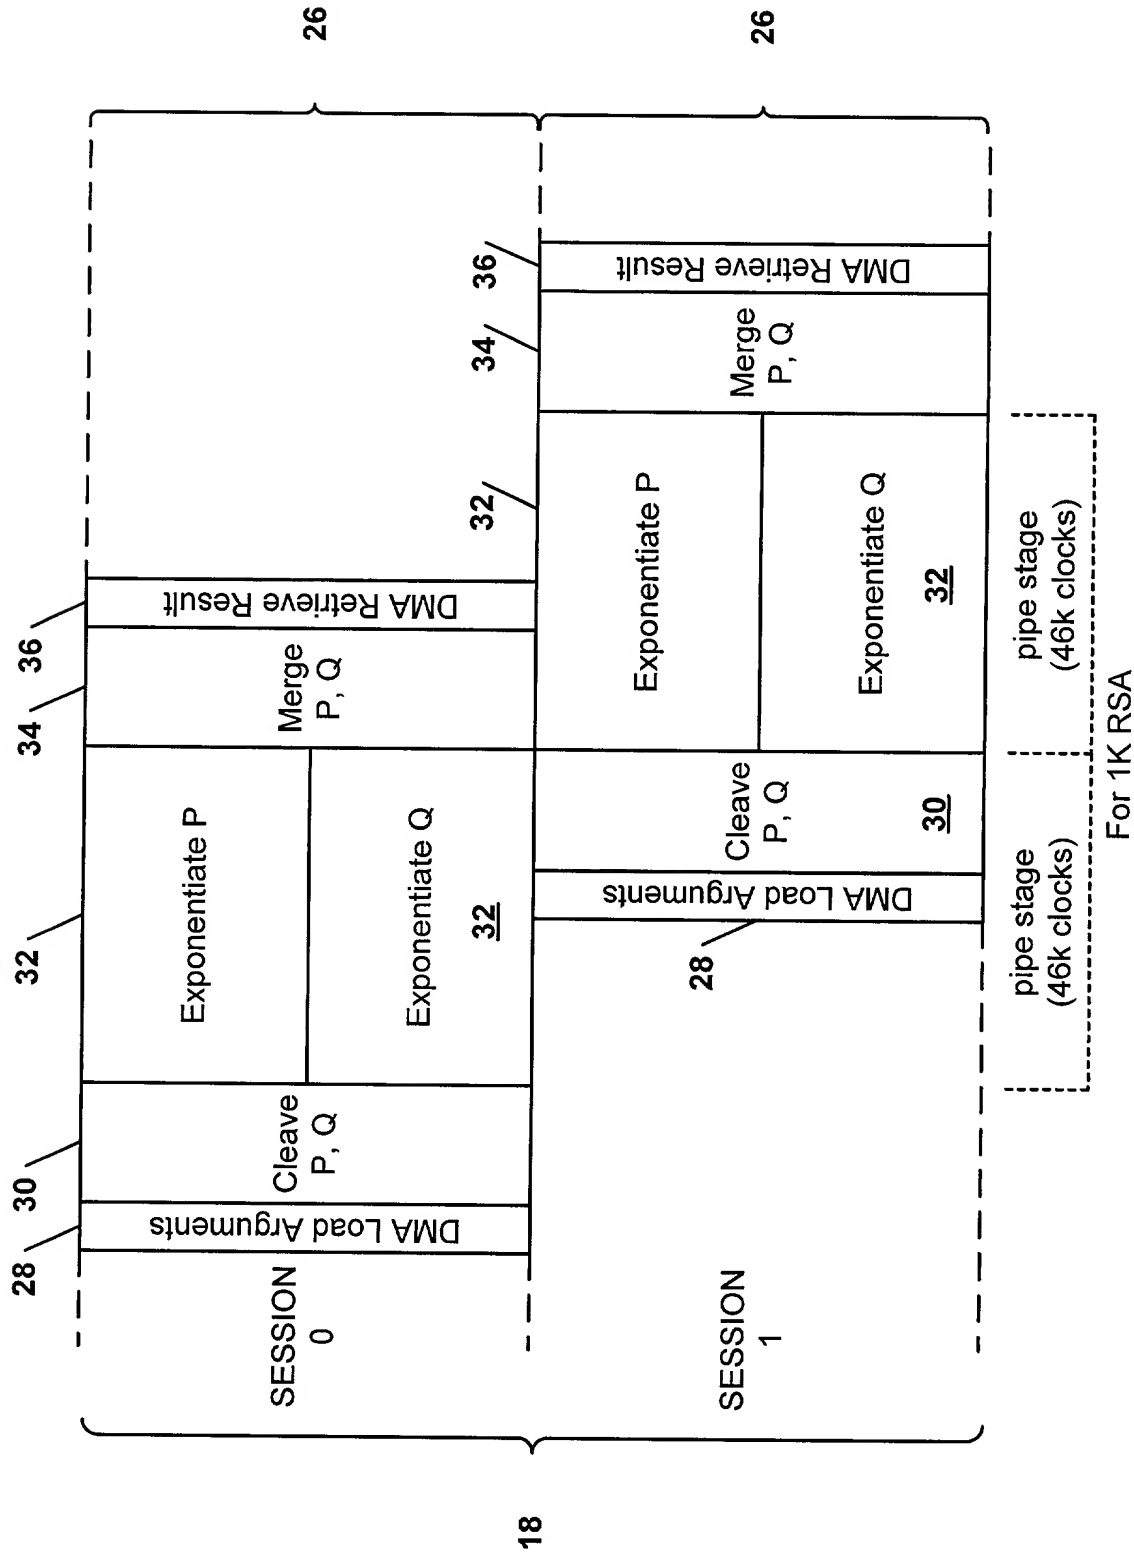 28
30
32
34
36
26
SESSION
0
DMA Load Arguments
Cleave
P, Q
Exponentiate P
Exponentiate Q
32
Merge
P, Q
DMA Retrieve Result
18
32
34
36
26
SESSION
1
28
DMA Load Arguments
Cleave
P, Q
30
Exponentiate P
Exponentiate Q
32
Merge
P, Q
DMA Retrieve Result
pipe stage
(46k clocks)
pipe stage
(46k clocks)
For 1K RSA